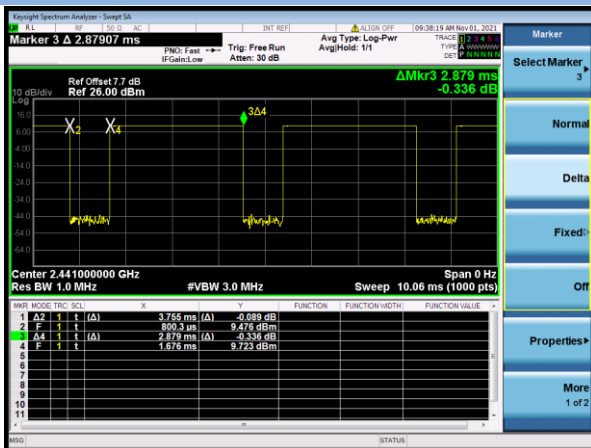 Keysight Spectrum Analyzer - Swept SA
RL RF 50 Ω AC INT REF ALIGN OFF 09:38:19 AM Nov 01, 2021
Marker 3 Δ 2.87907 ms
PNO: Fast
IFGain:Low
Trig: Free Run
Atten: 30 dB
Avg Type: Log-Pwr
Avg|Hold: 1/1
TRACE 1 2 3 4 5 6
TYPE A WWWWW
DET P NNNNN
Marker
Select Marker
3
Normal
Delta
Fixed
Off
Properties
More
1 of 2
ΔMkr3 2.879 ms
-0.336 dB
Ref Offset 7.7 dB
10 dB/div Ref 26.00 dBm
Log
16.0
6.00
-4.00
-14.0
-24.0
-34.0
-44.0
-54.0
-64.0
X2 X4 3Δ4
Center 2.441000000 GHz Span 0 Hz
Res BW 1.0 MHz #VBW 3.0 MHz Sweep 10.06 ms (1000 pts)
MKR MODE TRC SCL X Y FUNCTION FUNCTION WIDTH FUNCTION VALUE
1 Δ2 1 t (Δ) 3.755 ms (Δ) -0.089 dB
2 F 1 t 800.3 µs 9.476 dBm
3 Δ4 1 t (Δ) 2.879 ms (Δ) -0.336 dB
4 F 1 t 1.676 ms 9.723 dBm
5
6
7
8
9
10
11
MSG STATUS